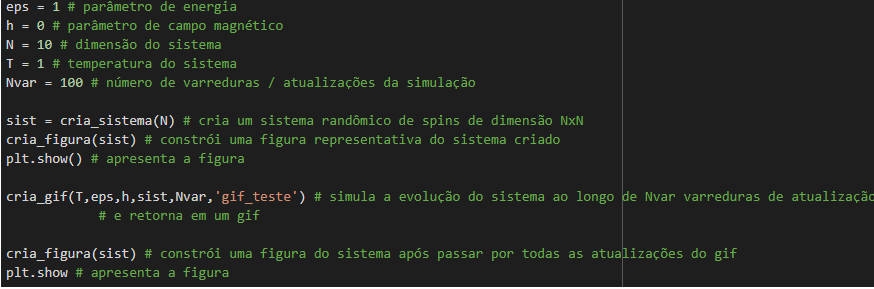 eps = 1 # parâmetro de energia
h = 0 # parâmetro de campo magnético
N = 10 # dimensão do sistema
T = 1 # temperatura do sistema
Nvar = 100 # número de varreduras / atualizações da simulação
sist = cria_sistema(N) # cria um sistema randômico de spins de dimensão NxN
cria_figura(sist) # constrói uma figura representativa do sistema criado
plt.show() # apresenta a figura
cria_gif(T,eps,h,sist,Nvar,'gif_teste') # simula a evolução do sistema ao longo de Nvar varreduras de atualização
# e retorna em um gif
cria_figura(sist) # constrói uma figura do sistema após passar por todas as atualizações do gif
plt.show # apresenta a figura